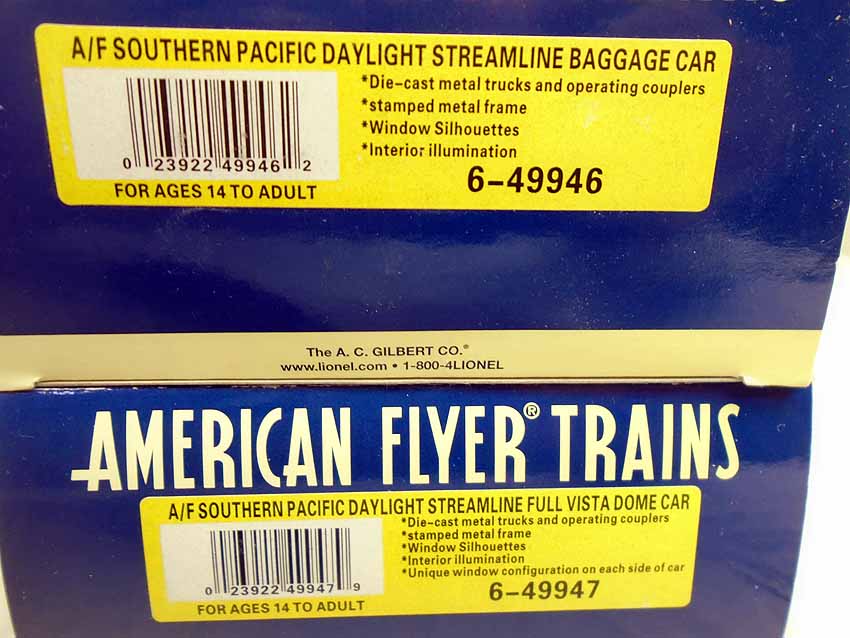 A/F SOUTHERN PACIFIC DAYLIGHT STREAMLINE BAGGAGE CAR
*Die-cast metal trucks and operating couplers
*stamped metal frame
*Window Silhouettes
*Interior illumination
0 23922 49946 2
6-49946
FOR AGES 14 TO ADULT
The A. C. GILBERT CO.®
www.lionel.com • 1-800-4LIONEL
AMERICAN FLYER® TRAINS
A/F SOUTHERN PACIFIC DAYLIGHT STREAMLINE FULL VISTA DOME CAR
*Die-cast metal trucks and operating couplers
*stamped metal frame
*Window Silhouettes
*Interior illumination
*Unique window configuration on each side of car
0 23922 49947 9
6-49947
FOR AGES 14 TO ADULT